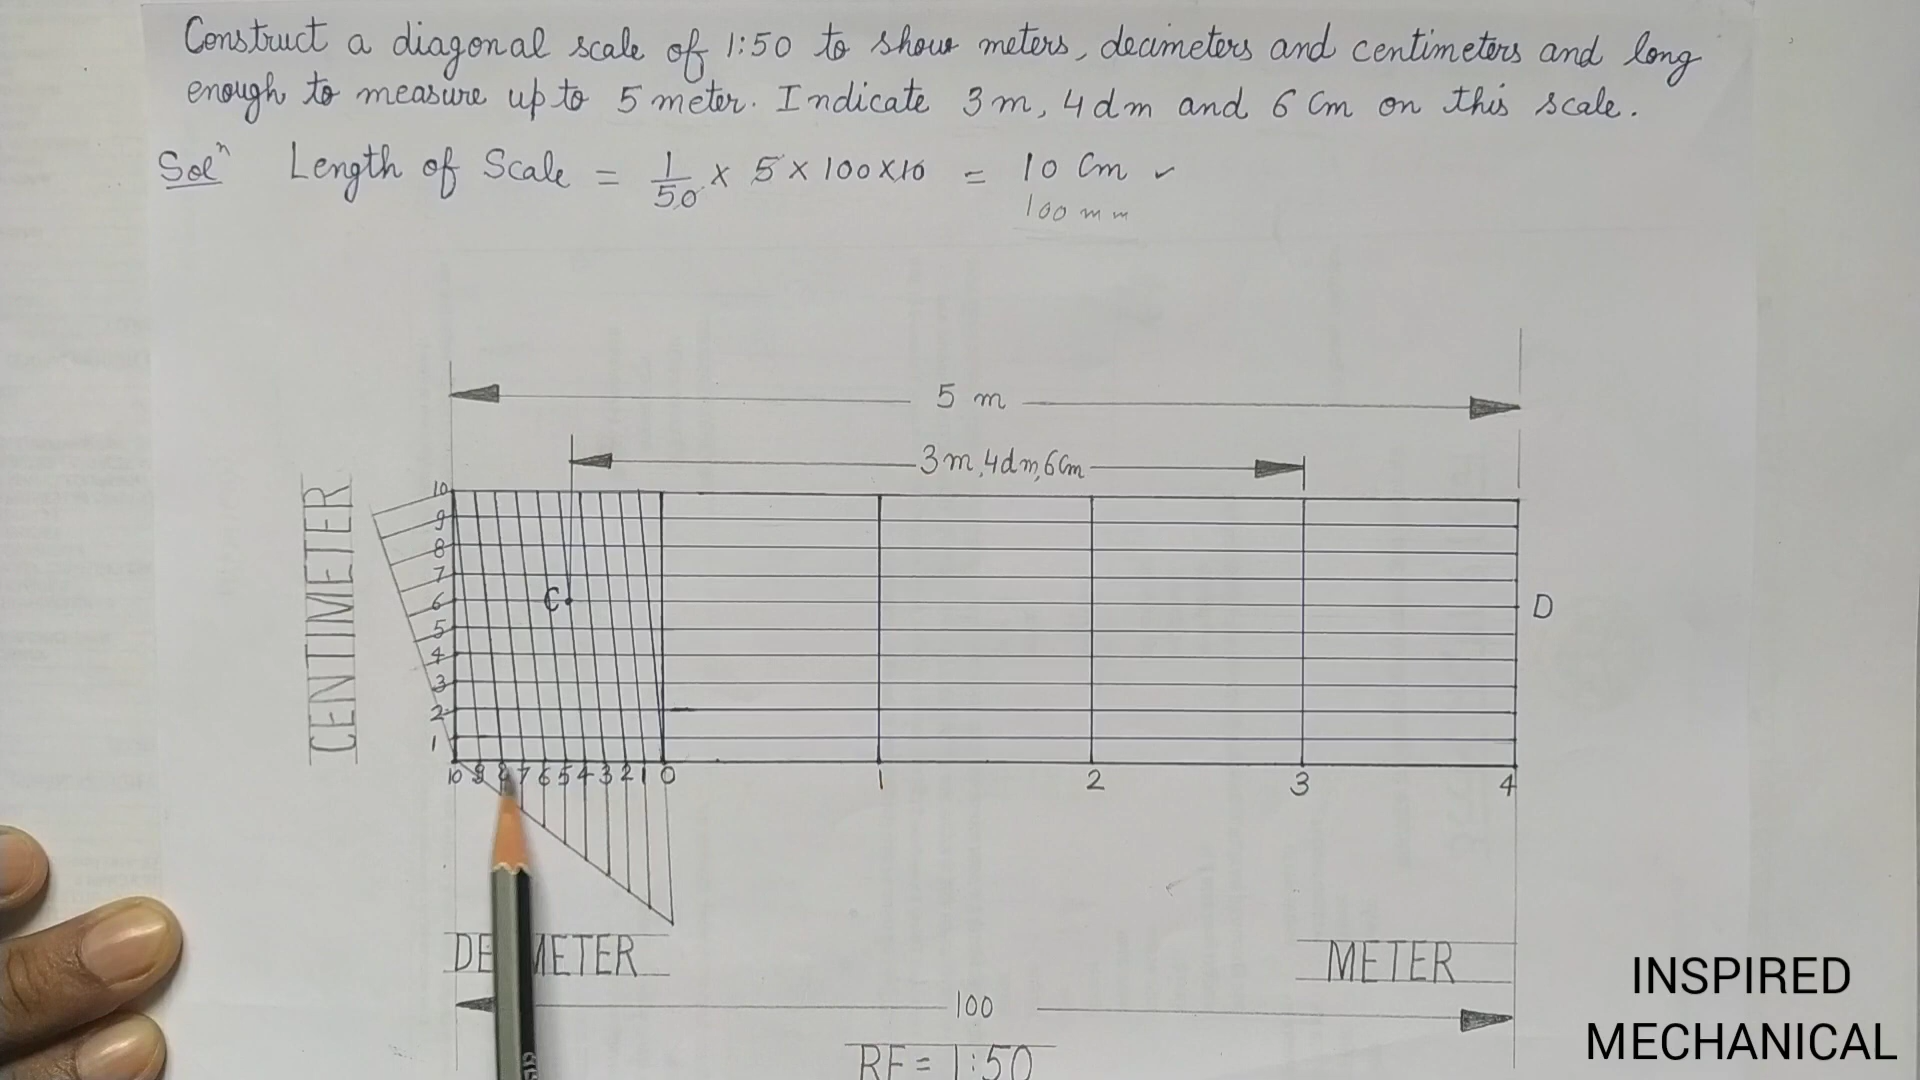 Construct a diagonal scale of 1:50 to show meters, decimeters and centimeters and long
enough to measure up to 5 meter. Indicate 3 m, 4 dm and 6 Cm on this scale.
Solⁿ Length of Scale = 1/50 × 5 × 100 × 10 = 10 Cm ✓
100 mm
5 m
3m,4dm,6Cm
CENTIMETER
10
9
8
7
6
5
4
3
2
1
C
D
10 9 8 7 6 5 4 3 2 1 0 1 2 3 4
METER
100
RF = 1:50
INSPIRED
MECHANICAL